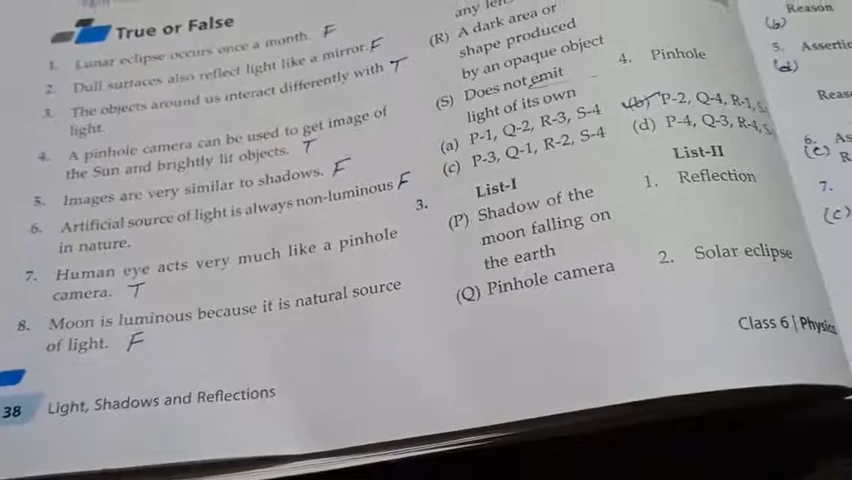 True or False
1. Lunar eclipse occurs once a month. F
2. Dull surfaces also reflect light like a mirror. F
3. The objects around us interact differently with T
light.
4. A pinhole camera can be used to get image of
the Sun and brightly lit objects. T
5. Images are very similar to shadows. F
6. Artificial source of light is always non-luminous F
in nature.
7. Human eye acts very much like a pinhole
camera. T
8. Moon is luminous because it is natural source
of light. F
38 Light, Shadows and Reflections
any
(R) A dark area or
shape produced
by an opaque object
(S) Does not emit
light of its own
4. Pinhole
(a) P-1, Q-2, R-3, S-4
(b) P-2, Q-4, R-1,
(c) P-3, Q-1, R-2, S-4
(d) P-4, Q-3, R-4,
3. List-I
List-II
(P) Shadow of the
moon falling on
the earth
1. Reflection
(Q) Pinhole camera
2. Solar eclipse
Class 6 | Physics
Reason
(b)
5.
(d)
6.
(c)
7.
(c)